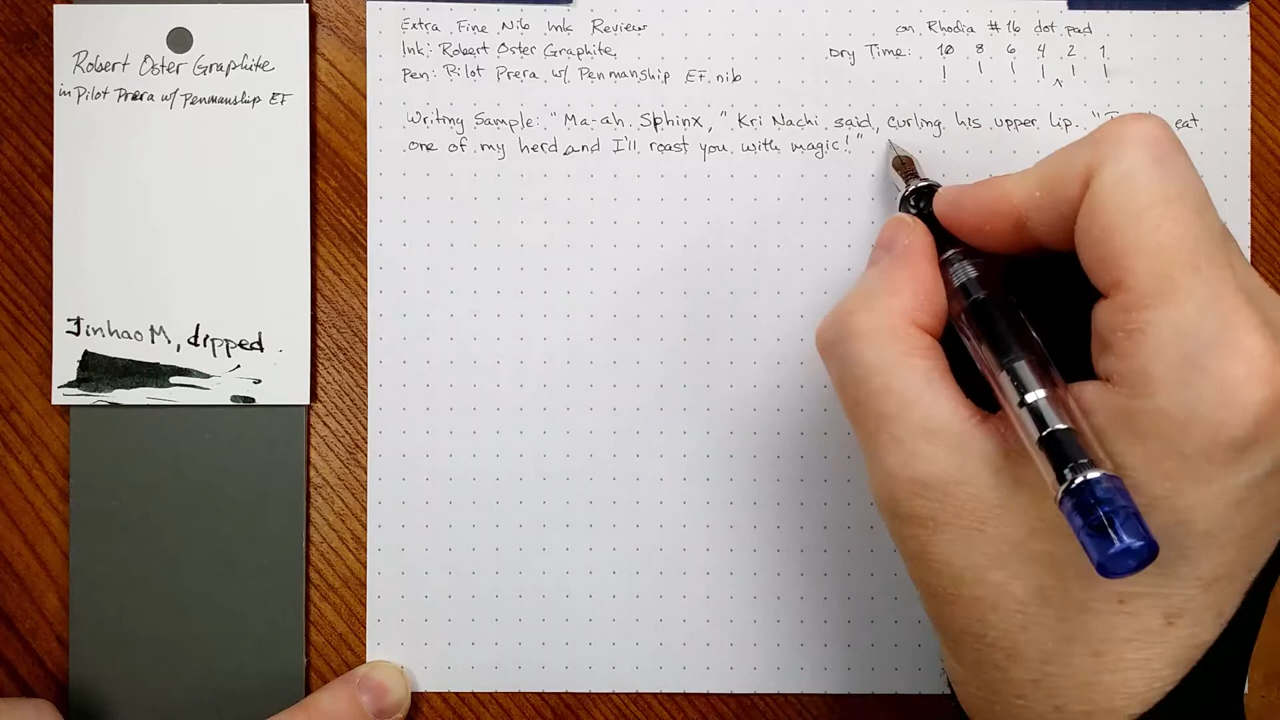 Robert Oster Graphite
in Pilot Prera w/ Penmanship EF
Jinhao M, dipped.
Extra Fine Nib Ink Review
Ink: Robert Oster Graphite
Pen: Pilot Prera w/ Penmanship EF nib
on Rhodia #16 dot pad
Dry Time: 10 8 6 4 2 1
Writing Sample: "Ma-ah Sphinx," Kri Nachi said, curling his upper lip. " eat
one of my herd and I'll roast you with magic!"